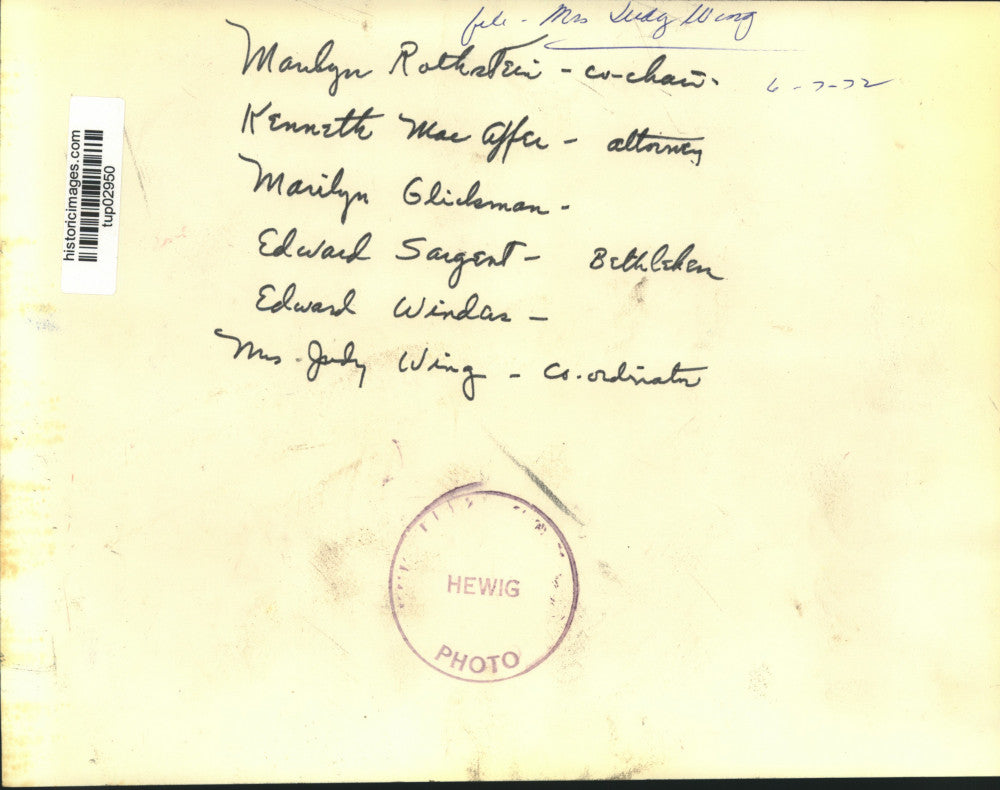 file - Mrs Judy Wing
Marilyn Rothstein - co-chair.
6-7-72
Kenneth Mac Affer - attorney
Marilyn Glickman -
Edward Sargent - Bethlehem
Edward Windas -
Mrs. Judy Wing - co-ordinator
historicimages.com
tup02950
HEWIG
PHOTO